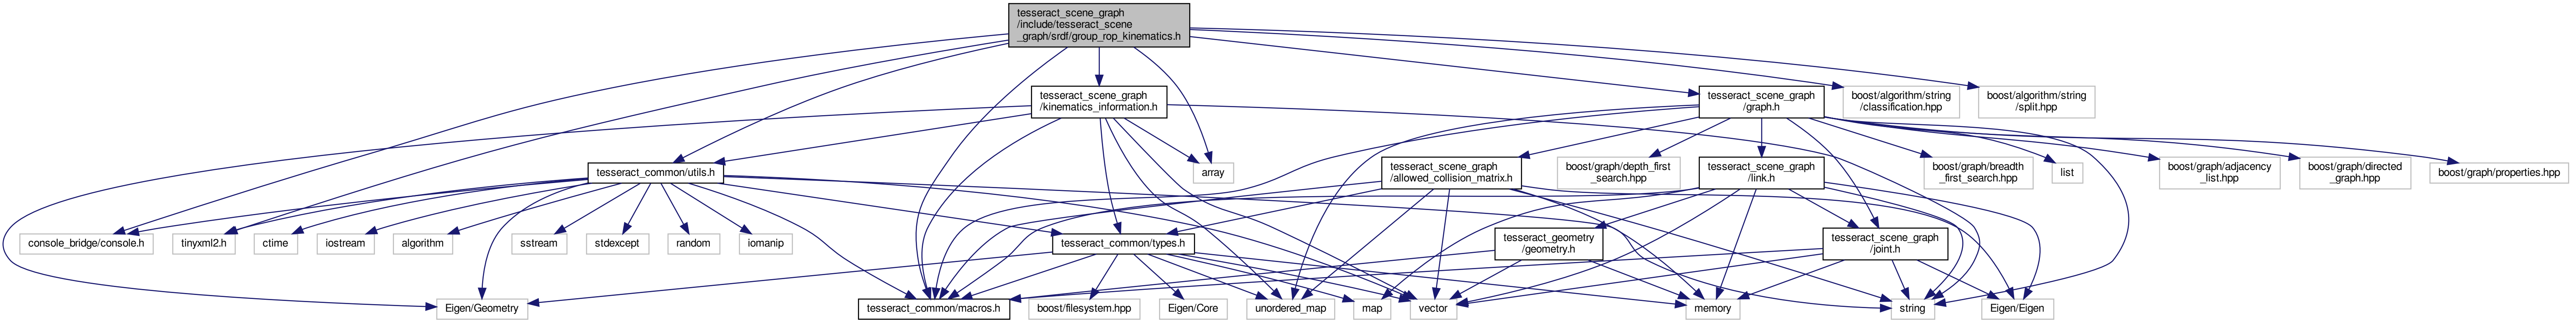 tesseract_scene_graph
/include/tesseract_scene
_graph/srdf/group_rop_kinematics.h
tesseract_scene_graph
/kinematics_information.h
tesseract_scene_graph
/graph.h
boost/algorithm/string
/classification.hpp
boost/algorithm/string
/split.hpp
tesseract_common/utils.h
array
tesseract_scene_graph
/allowed_collision_matrix.h
boost/graph/depth_first
_search.hpp
tesseract_scene_graph
/link.h
boost/graph/breadth
_first_search.hpp
list
boost/graph/adjacency
_list.hpp
boost/graph/directed
_graph.hpp
boost/graph/properties.hpp
console_bridge/console.h
tinyxml2.h
ctime
iostream
algorithm
sstream
stdexcept
random
iomanip
tesseract_common/types.h
tesseract_geometry
/geometry.h
tesseract_scene_graph
/joint.h
Eigen/Geometry
tesseract_common/macros.h
boost/filesystem.hpp
Eigen/Core
unordered_map
map
vector
memory
string
Eigen/Eigen